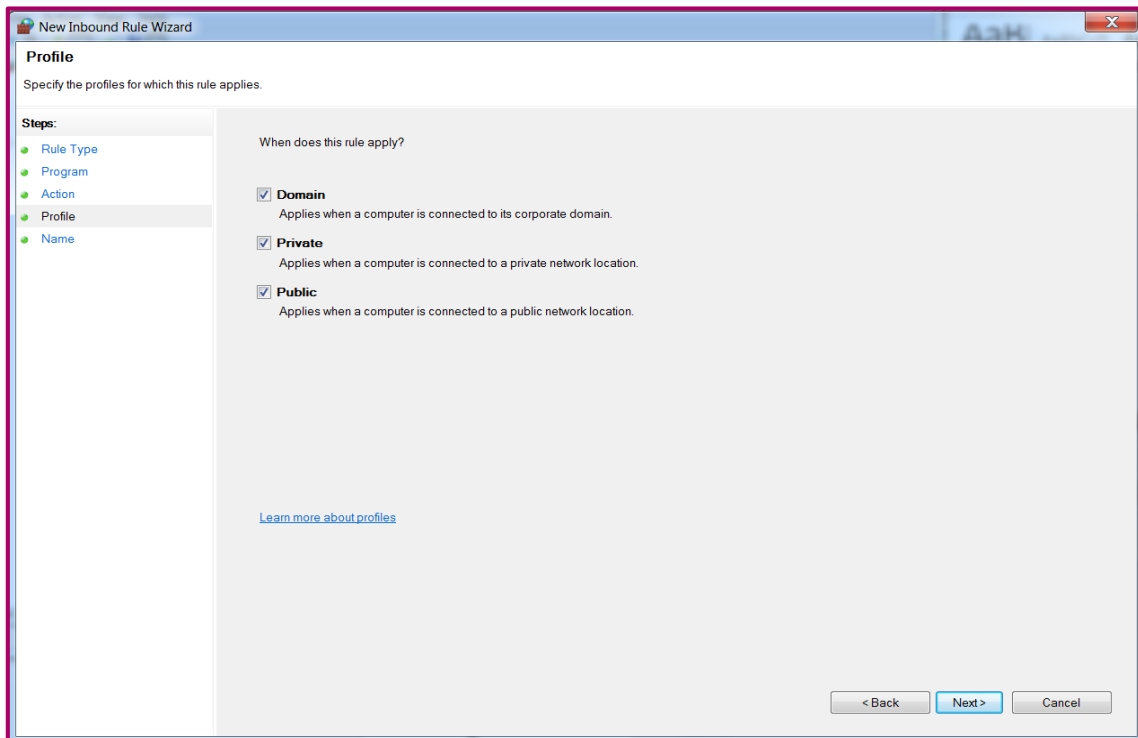 New Inbound Rule Wizard
Profile
Specify the profiles for which this rule applies.
Steps:
Rule Type
Program
Action
Profile
Name
When does this rule apply?
Domain
Applies when a computer is connected to its corporate domain.
Private
Applies when a computer is connected to a private network location.
Public
Applies when a computer is connected to a public network location.
Learn more about profiles
< Back
Next >
Cancel